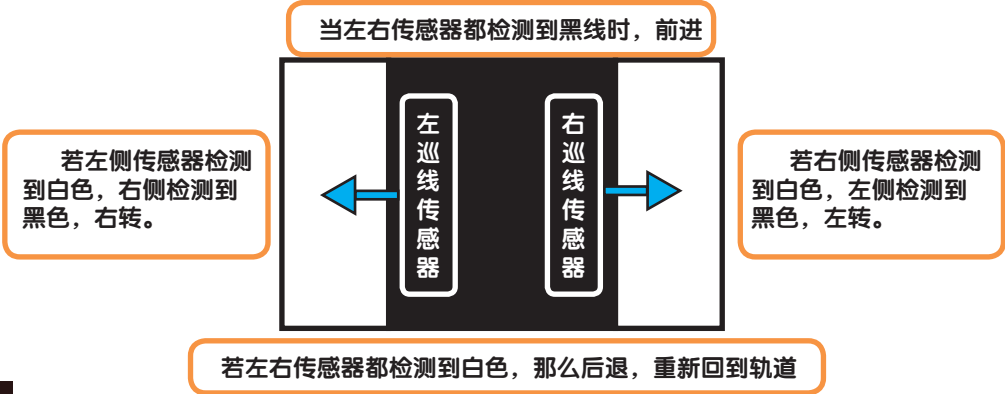 当左右传感器都检测到黑线时，前进
若左侧传感器检测
到白色，右侧检测到
黑色，右转。
左巡线传感器
右巡线传感器
若右侧传感器检测
到白色，左侧检测到
黑色，左转。
若左右传感器都检测到白色，那么后退，重新回到轨道